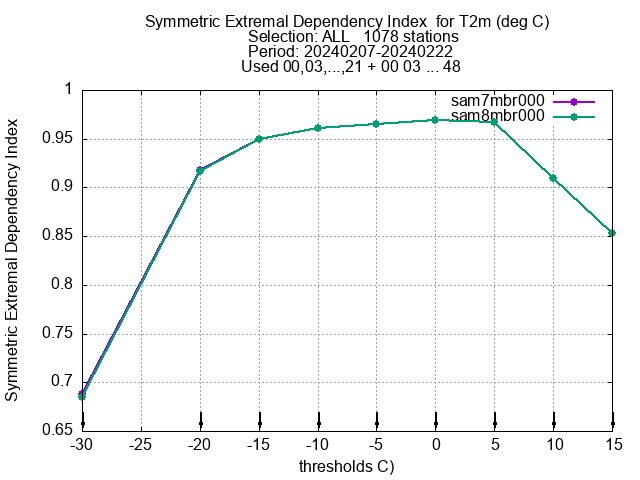 Symmetric Extremal Dependency Index  for T2m (deg C)
Selection: ALL   1078 stations
Period: 20240207-20240222
Used 00,03,...,21 + 00 03 ... 48
sam7mbr000
sam8mbr000
Symmetric Extremal Dependency Index
1
0.95
0.9
0.85
0.8
0.75
0.7
0.65
-30 -25 -20 -15 -10 -5 0 5 10 15
thresholds C)